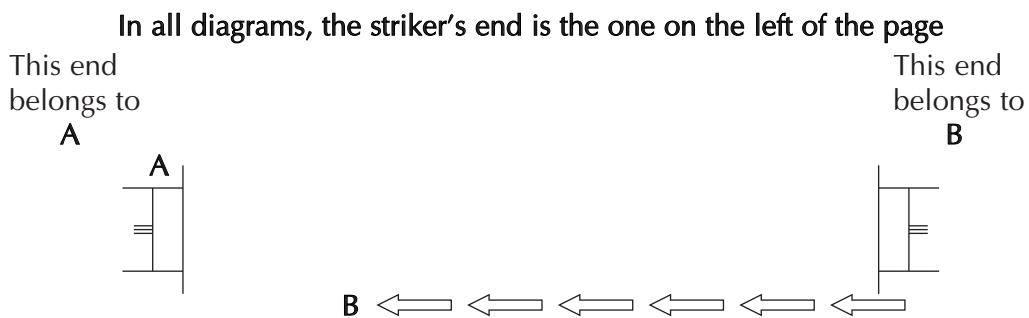 In all diagrams, the striker's end is the one on the left of the page
This end
belongs to
A
This end
belongs to
B
A
B